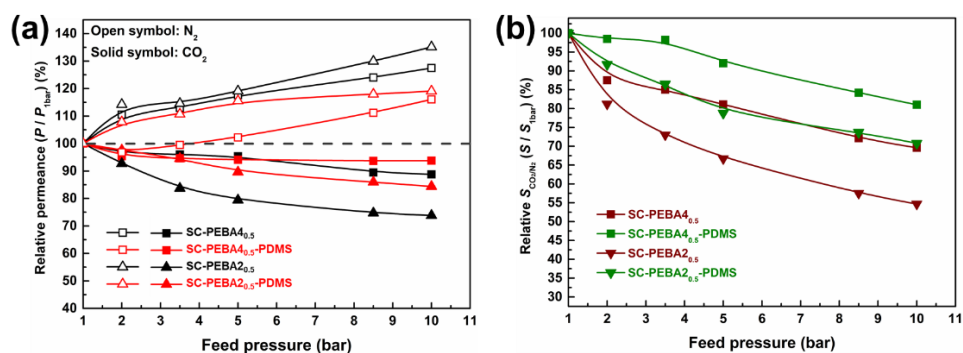 (a)
Open symbol: N₂
Solid symbol: CO₂
Relative permeance (P / P₁bar) (%)
140
130
120
110
100
90
80
70
60
50
40
SC-PEBA4₀.₅
SC-PEBA4₀.₅-PDMS
SC-PEBA2₀.₅
SC-PEBA2₀.₅-PDMS
1 2 3 4 5 6 7 8 9 10 11
Feed pressure (bar)
(b)
Relative S_CO₂/N₂ (S / S₁bar) (%)
100
95
90
85
80
75
70
65
60
55
50
45
40
35
30
SC-PEBA4₀.₅
SC-PEBA4₀.₅-PDMS
SC-PEBA2₀.₅
SC-PEBA2₀.₅-PDMS
1 2 3 4 5 6 7 8 9 10 11
Feed pressure (bar)